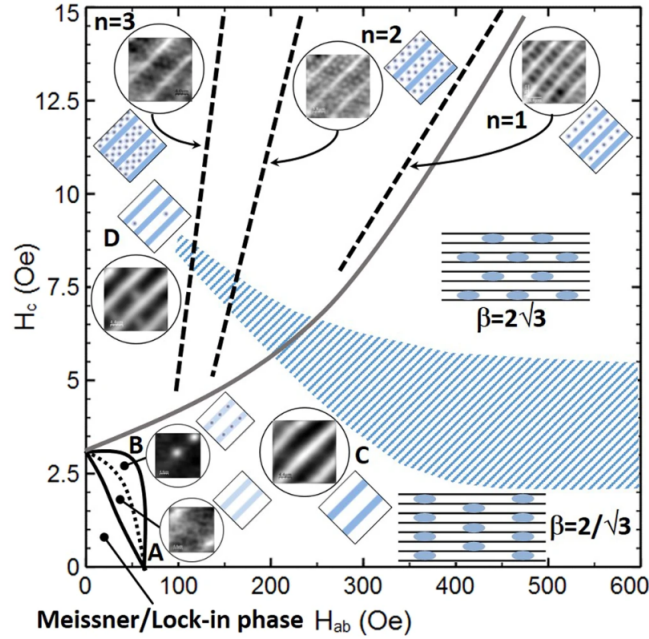 n=3
n=2
n=1
15
12.5
10
7.5
5
2.5
0
H_c (Oe)
D
B
C
A
β=2√3
β=2/√3
0 100 200 300 400 500 600
Meissner/Lock-in phase H_ab (Oe)